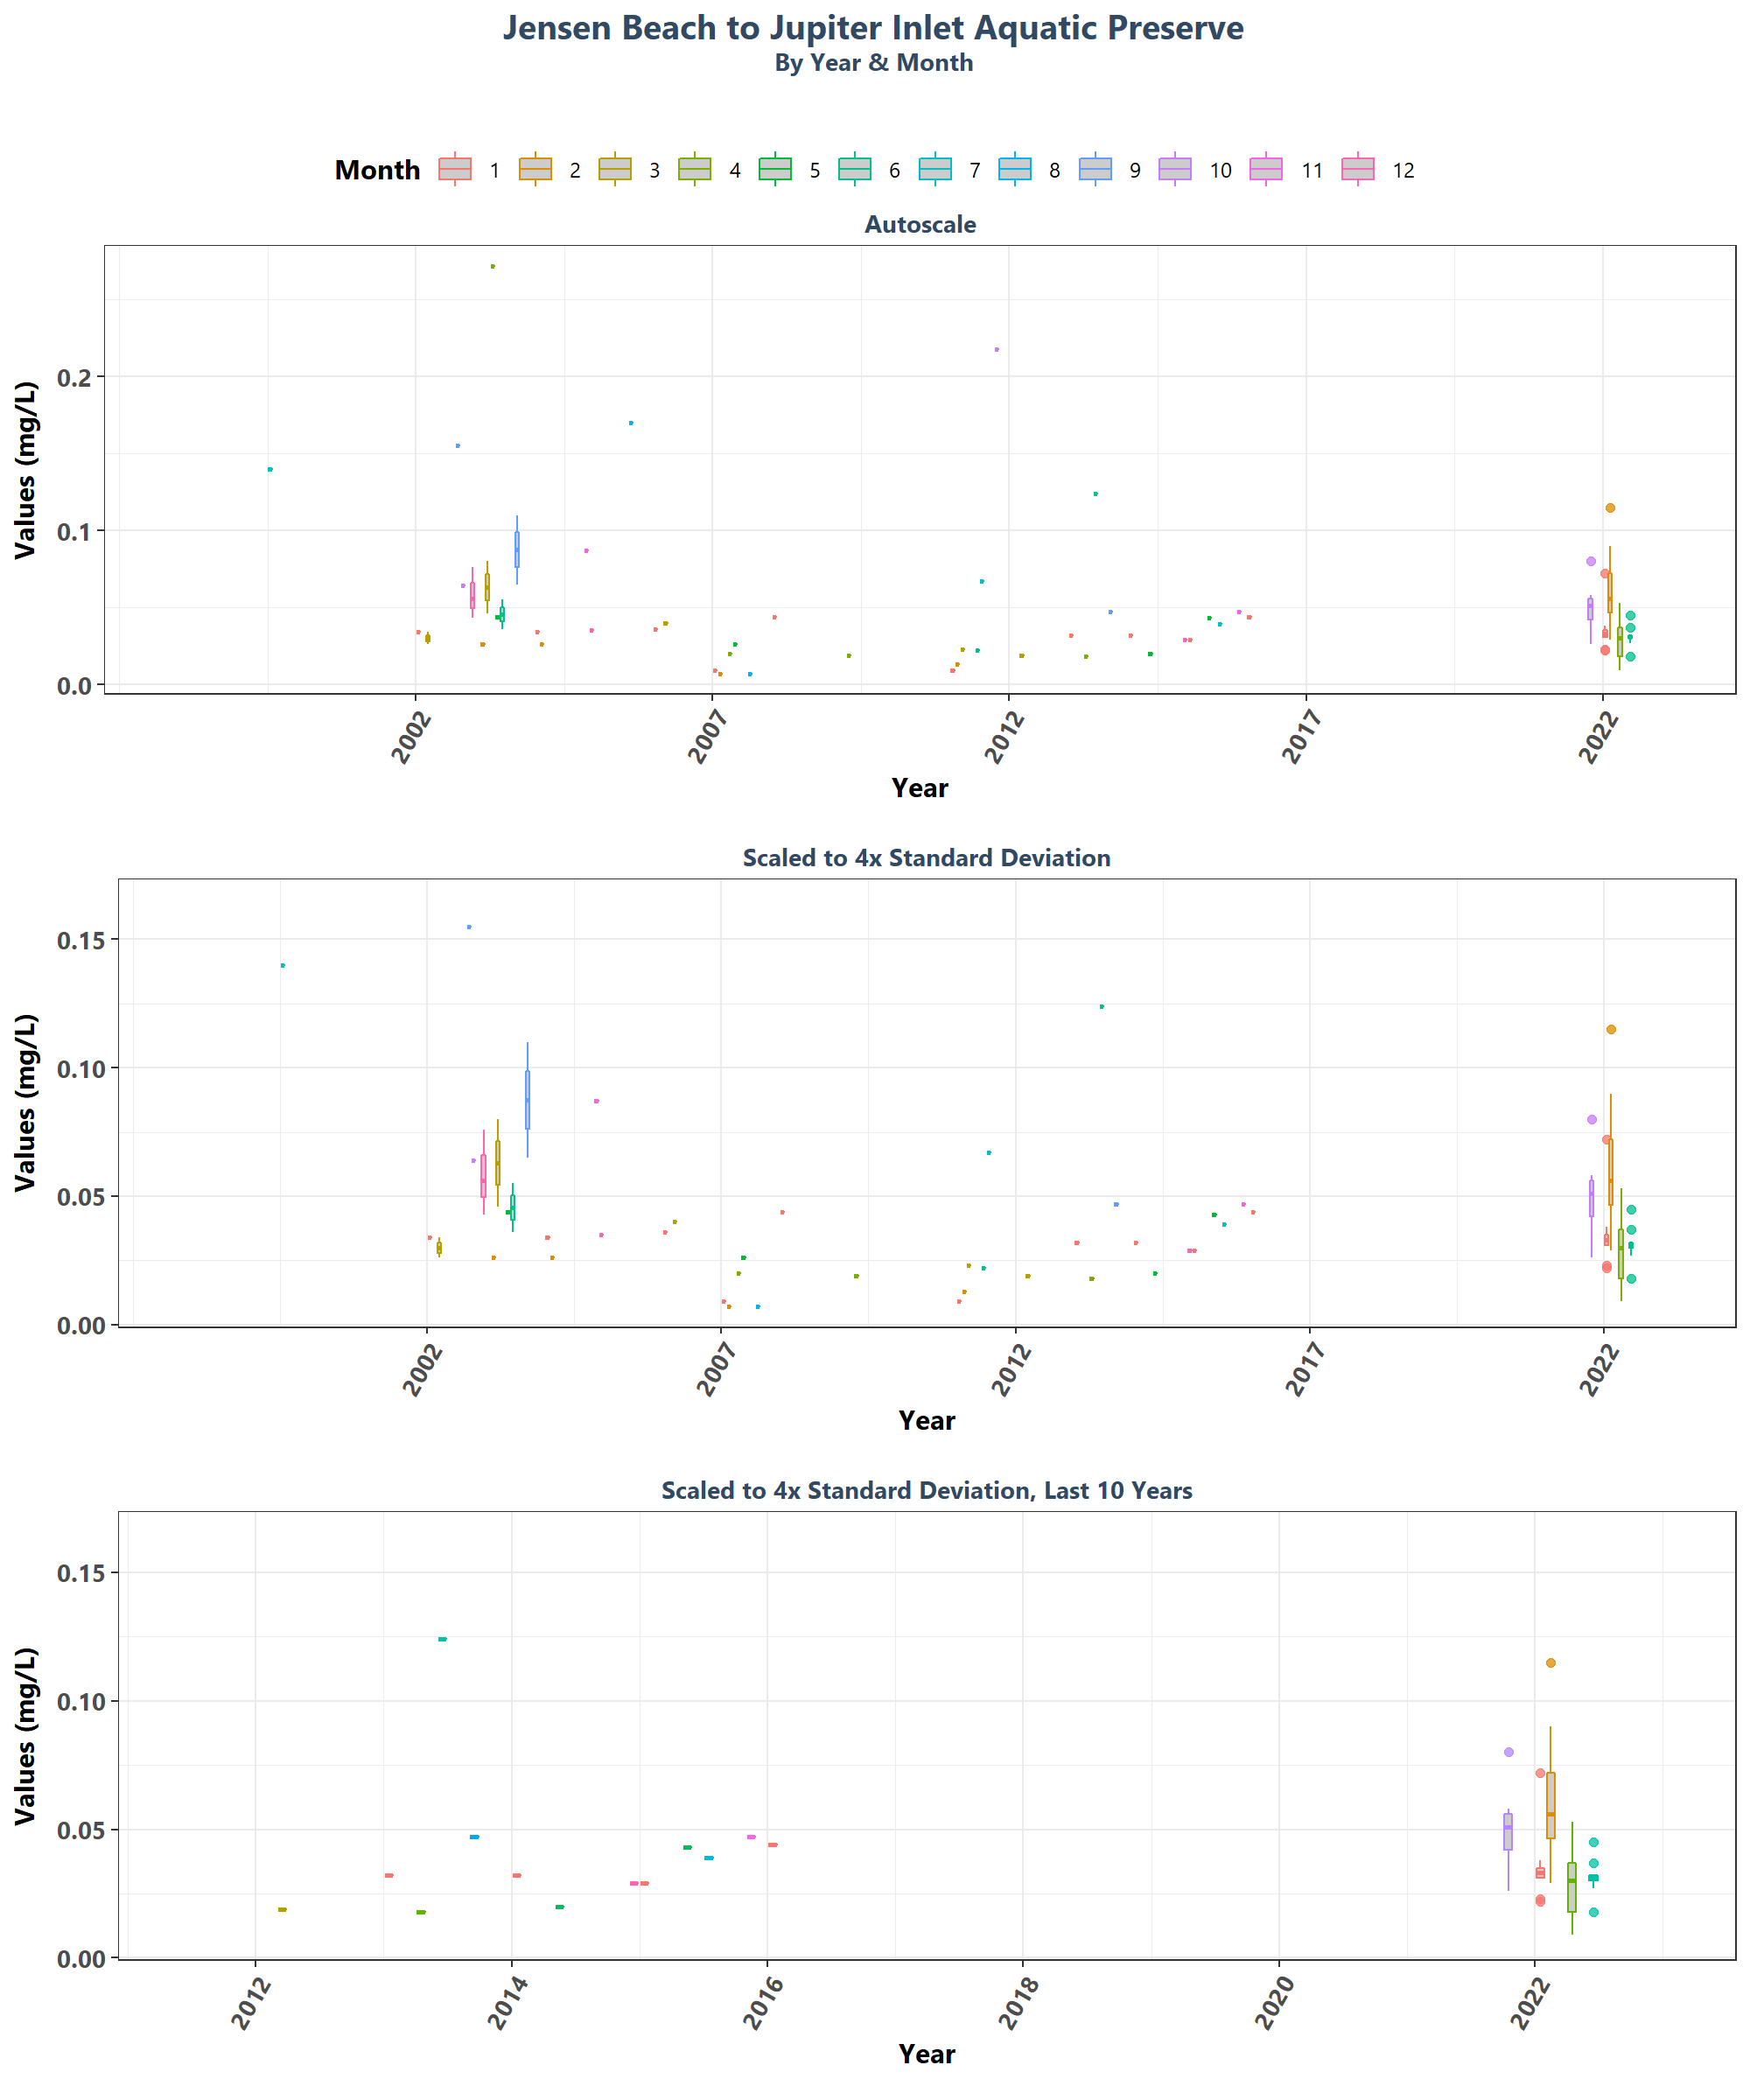 Jensen Beach to Jupiter Inlet Aquatic Preserve
By Year & Month
Month 1 2 3 4 5 6 7 8 9 10 11 12
Autoscale
Values (mg/L)
0.2
0.1
0.0
2002 2007 2012 2017 2022
Year
Scaled to 4x Standard Deviation
Values (mg/L)
0.15
0.10
0.05
0.00
2002 2007 2012 2017 2022
Year
Scaled to 4x Standard Deviation, Last 10 Years
Values (mg/L)
0.15
0.10
0.05
0.00
2012 2014 2016 2018 2020 2022
Year